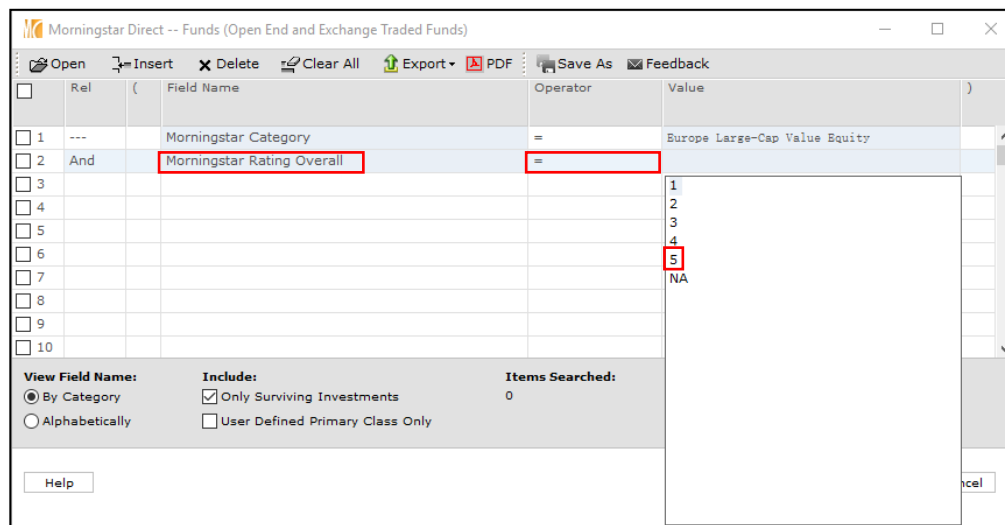 Morningstar Direct -- Funds (Open End and Exchange Traded Funds)
Open Insert Delete Clear All Export PDF Save As Feedback
Rel ( Field Name Operator Value )
1 --- Morningstar Category = Europe Large-Cap Value Equity
2 And Morningstar Rating Overall =
3 1
4 2
5 3
6 4
7 5
8 NA
9
10
View Field Name: Include: Items Searched:
By Category Only Surviving Investments 0
Alphabetically User Defined Primary Class Only
Help ncel